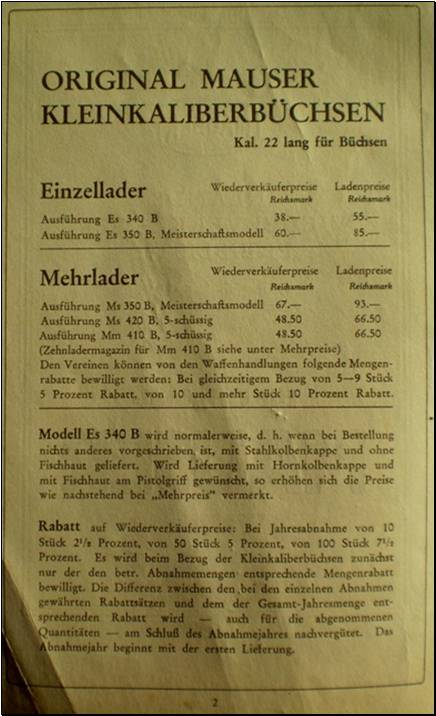 ORIGINAL MAUSER
KLEINKALIBERBÜCHSEN
Kal. 22 lang für Büchsen
Einzellader Wiederverkäuferpreise Ladenpreise
Reichsmark Reichsmark
Ausführung Es 340 B 38.— 55.—
Ausführung Es 350 B, Meisterschaftsmodell 60.— 85.—
Mehrlader Wiederverkäuferpreise Ladenpreise
Reichsmark Reichsmark
Ausführung Ms 350 B, Meisterschaftsmodell 67.— 93.—
Ausführung Ms 420 B, 5-schüssig 48.50 66.50
Ausführung Mm 410 B, 5-schüssig 48.50 66.50
(Zehnladermagazin für Mm 410 B siehe unter Mehrpreise)
Den Vereinen können von den Waffenhandlungen folgende Mengen-
rabatte bewilligt werden: Bei gleichzeitigem Bezug von 5—9 Stück
5 Prozent Rabatt, von 10 und mehr Stück 10 Prozent Rabatt.
Modell Es 340 B wird normalerweise, d. h. wenn bei Bestellung
nichts anderes vorgeschrieben ist, mit Stahlkolbenkappe und ohne
Fischhaut geliefert. Wird Lieferung mit Hornkolbenkappe und
mit Fischhaut am Pistolgriff gewünscht, so erhöhen sich die Preise
wie nachstehend bei „Mehrpreis" vermerkt.
Rabatt auf Wiederverkäuferpreise: Bei Jahresabnahme von 10
Stück 2½ Prozent, von 50 Stück 5 Prozent, von 100 Stück 7½
Prozent. Es wird beim Bezug der Kleinkaliberbüchsen zunächst
nur der den betr. Abnahmemengen entsprechende Mengenrabatt
bewilligt. Die Differenz zwischen den bei den einzelnen Abnahmen
gewährten Rabattsätzen und dem der Gesamt-Jahresmenge ent-
sprechenden Rabatt wird — auch für die abgenommenen
Quantitäten — am Schluß des Abnahmejahres nachvergütet. Das
Abnahmejahr beginnt mit der ersten Lieferung.
2